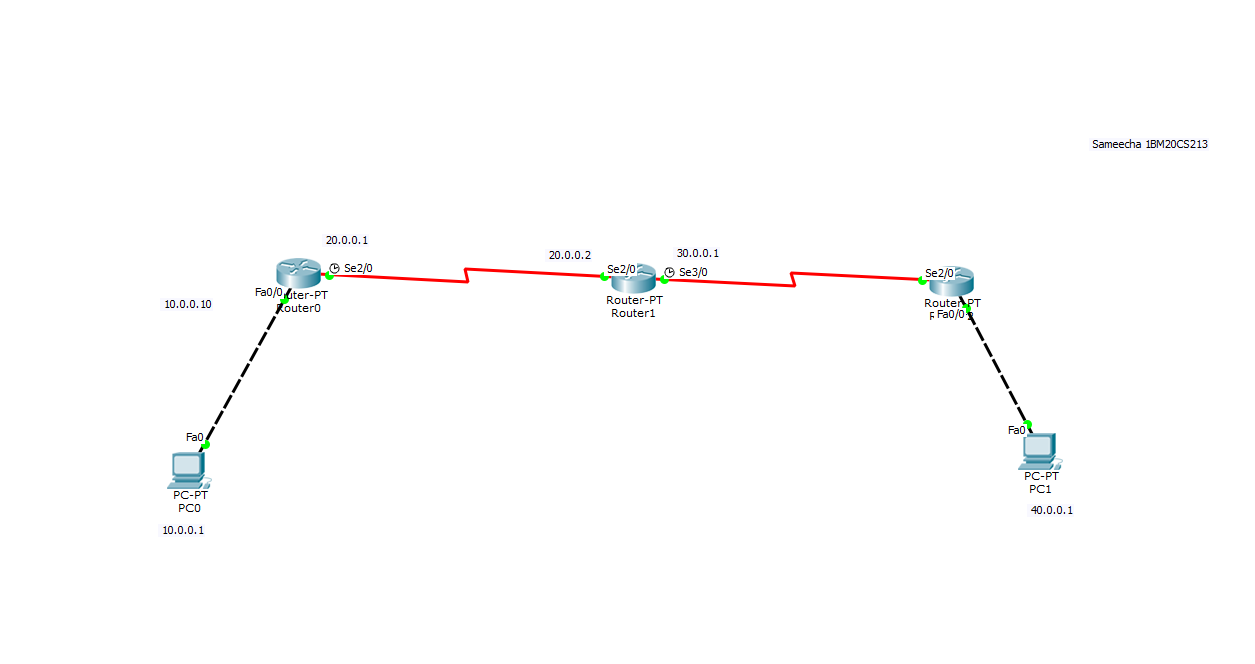 Sameecha 1BM20CS213
20.0.0.1
20.0.0.2
30.0.0.1
Se2/0
Se2/0
Se3/0
Se2/0
Fa0/0
Router-PT
Router0
Router-PT
Router1
Router-PT
Fa0/0
10.0.0.10
Fa0
PC-PT
PC0
10.0.0.1
Fa0
PC-PT
PC1
40.0.0.1